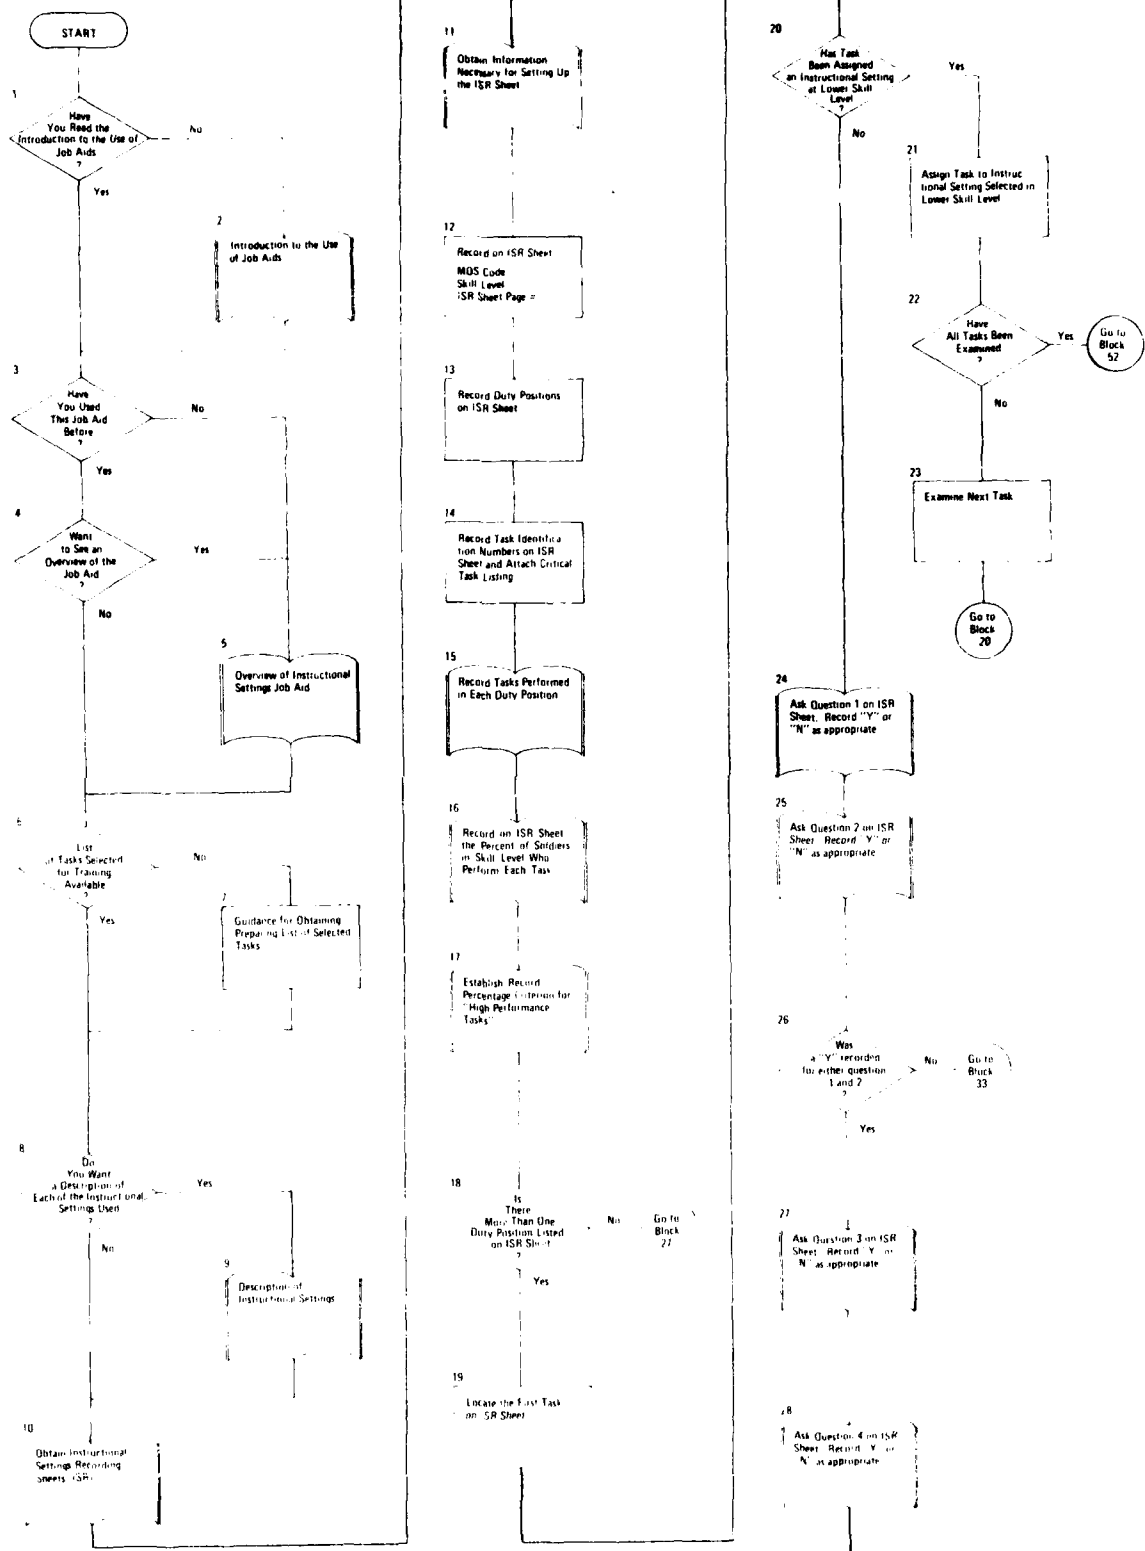 START
1
Have
You Read the
Introduction to the Use of
Job Aids
?
No
Yes
2
Introduction to the Use
of Job Aids
3
Have
You Used
This Job Aid
Before
?
No
Yes
4
Want
to See an
Overview of the
Job Aid
?
Yes
No
5
Overview of Instructional
Settings Job Aid
6
List
of Tasks Selected
for Training
Available
?
No
Yes
7
Guidance for Obtaining
Preparing List of Selected
Tasks
8
Do
You Want
a Description of
Each of the Instructional
Settings Used
?
Yes
No
9
Description of
Instructional Settings
10
Obtain Instructional
Settings Recording
Sheets (ISR)
11
Obtain Information
Necessary for Setting Up
the ISR Sheet
12
Record on ISR Sheet
MOS Code
Skill Level
ISR Sheet Page =
13
Record Duty Positions
on ISR Sheet
14
Record Task Identifica
tion Numbers on ISR
Sheet and Attach Critical
Task Listing
15
Record Tasks Performed
in Each Duty Position
16
Record on ISR Sheet
the Percent of Soldiers
in Skill Level Who
Perform Each Task
17
Establish Record
Percentage Criterion for
"High Performance
Tasks"
18
Is
There
More Than One
Duty Position Listed
on ISR Sheet
?
No
Go to
Block
27
Yes
19
Locate the First Task
on ISR Sheet
20
Has Task
Been Assigned
an Instructional Setting
at Lower Skill
Level
?
Yes
No
21
Assign Task to Instruc
tional Setting Selected in
Lower Skill Level
22
Have
All Tasks Been
Examined
?
Yes
Go to
Block
52
No
23
Examine Next Task
Go to
Block
20
24
Ask Question 1 on ISR
Sheet. Record "Y" or
"N" as appropriate
25
Ask Question 2 on ISR
Sheet Record "Y" or
"N" as appropriate
26
Was
a "Y" recorded
for either question
1 and 2
?
No
Go to
Block
33
Yes
27
Ask Question 3 on ISR
Sheet Record "Y" or
"N" as appropriate
28
Ask Question 4 on ISR
Sheet Record "Y" or
"N" as appropriate